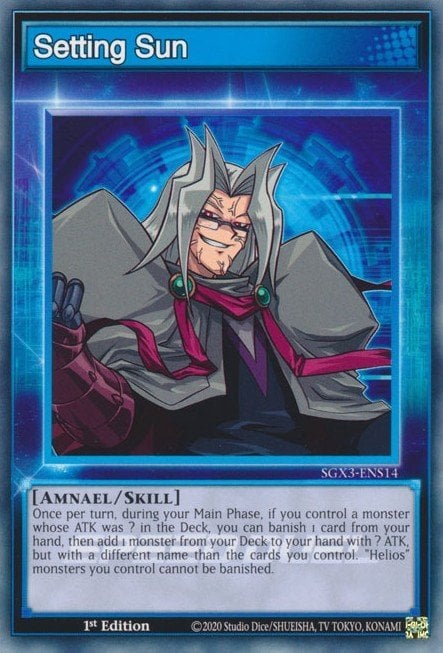 Setting Sun
SGX3-ENS14
[AMNAEL/SKILL]
Once per turn, during your Main Phase, if you control a monster
whose ATK was ? in the Deck, you can banish 1 card from your
hand, then add 1 monster from your Deck to your hand with ? ATK,
but with a different name than the cards you control. "Helios"
monsters you control cannot be banished.
1st Edition
©2020 Studio Dice/SHUEISHA, TV TOKYO, KONAMI